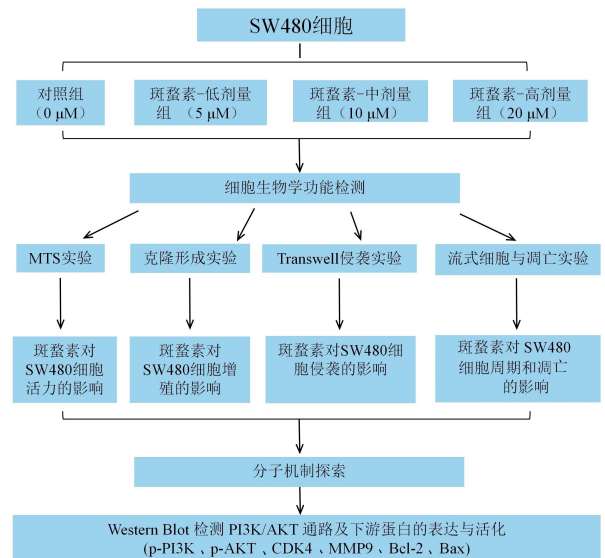 SW480细胞
对照组
（0 μM）
斑蝥素-低剂量
组 （5 μM）
斑蝥素-中剂量
组（10 μM）
斑蝥素-高剂量
组（20 μM）
细胞生物学功能检测
MTS实验
克隆形成实验
Transwell侵袭实验
流式细胞与凋亡实验
斑蝥素对
SW480细胞
活力的影响
斑蝥素对
SW480细胞增
殖的影响
斑蝥素对SW480细
胞侵袭的影响
斑蝥素对 SW480
细胞周期和凋亡
的影响
分子机制探索
Western Blot 检测 PI3K/AKT 通路及下游蛋白的表达与活化
(p-PI3K、p-AKT、CDK4、MMP9、Bcl-2、Bax)